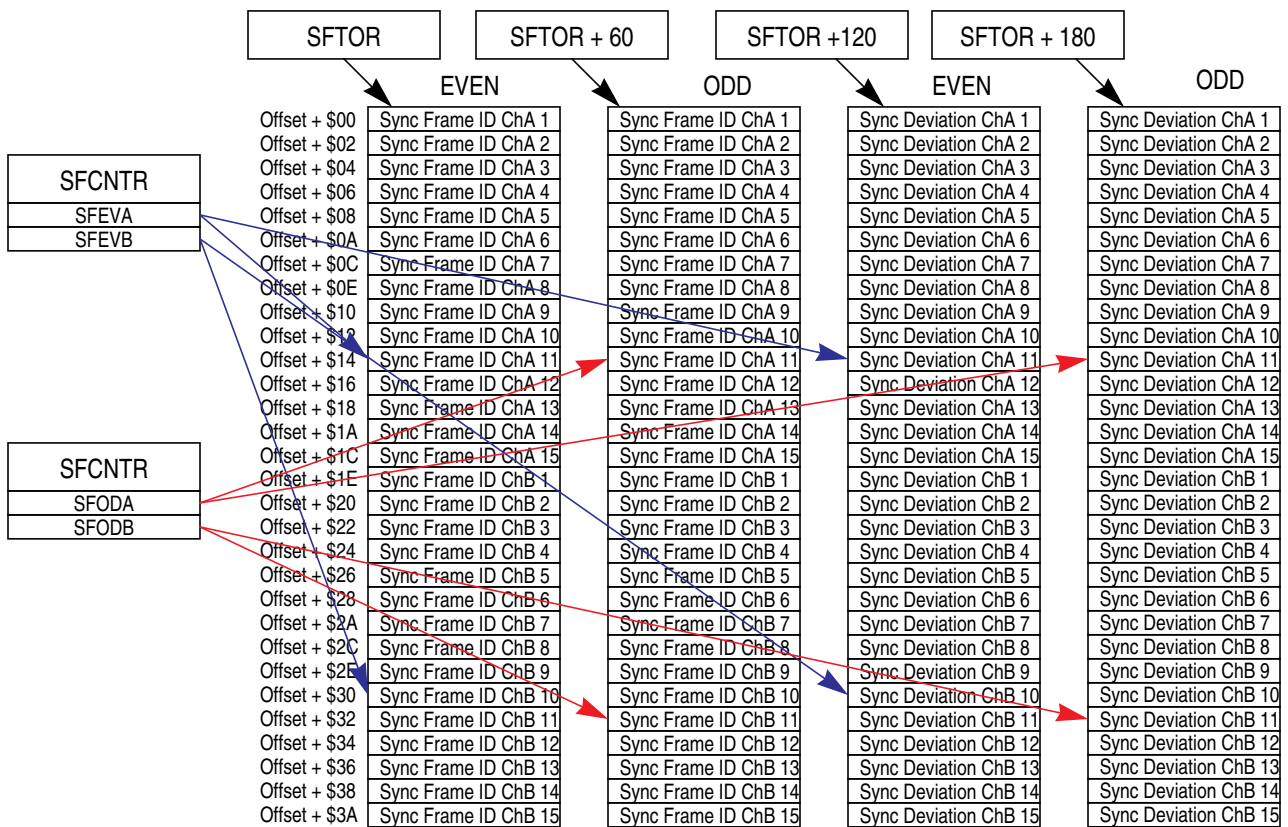 SFTOR SFTOR + 60 SFTOR +120 SFTOR + 180
EVEN ODD EVEN ODD
Offset + $00 Sync Frame ID ChA 1 Sync Frame ID ChA 1 Sync Deviation ChA 1 Sync Deviation ChA 1
Offset + $02 Sync Frame ID ChA 2 Sync Frame ID ChA 2 Sync Deviation ChA 2 Sync Deviation ChA 2
Offset + $04 Sync Frame ID ChA 3 Sync Frame ID ChA 3 Sync Deviation ChA 3 Sync Deviation ChA 3
SFCNTR
Offset + $06 Sync Frame ID ChA 4 Sync Frame ID ChA 4 Sync Deviation ChA 4 Sync Deviation ChA 4
SFEVA Offset + $08 Sync Frame ID ChA 5 Sync Frame ID ChA 5 Sync Deviation ChA 5 Sync Deviation ChA 5
SFEVB Offset + $0A Sync Frame ID ChA 6 Sync Frame ID ChA 6 Sync Deviation ChA 6 Sync Deviation ChA 6
Offset + $0C Sync Frame ID ChA 7 Sync Frame ID ChA 7 Sync Deviation ChA 7 Sync Deviation ChA 7
Offset + $0E Sync Frame ID ChA 8 Sync Frame ID ChA 8 Sync Deviation ChA 8 Sync Deviation ChA 8
Offset + $10 Sync Frame ID ChA 9 Sync Frame ID ChA 9 Sync Deviation ChA 9 Sync Deviation ChA 9
Offset + $12 Sync Frame ID ChA 10 Sync Frame ID ChA 10 Sync Deviation ChA 10 Sync Deviation ChA 10
Offset + $14 Sync Frame ID ChA 11 Sync Frame ID ChA 11 Sync Deviation ChA 11 Sync Deviation ChA 11
Offset + $16 Sync Frame ID ChA 12 Sync Frame ID ChA 12 Sync Deviation ChA 12 Sync Deviation ChA 12
Offset + $18 Sync Frame ID ChA 13 Sync Frame ID ChA 13 Sync Deviation ChA 13 Sync Deviation ChA 13
Offset + $1A Sync Frame ID ChA 14 Sync Frame ID ChA 14 Sync Deviation ChA 14 Sync Deviation ChA 14
SFCNTR
Offset + $1C Sync Frame ID ChA 15 Sync Frame ID ChA 15 Sync Deviation ChA 15 Sync Deviation ChA 15
Offset + $1E Sync Frame ID ChB 1 Sync Frame ID ChB 1 Sync Deviation ChB 1 Sync Deviation ChB 1
SFODA Offset + $20 Sync Frame ID ChB 2 Sync Frame ID ChB 2 Sync Deviation ChB 2 Sync Deviation ChB 2
SFODB Offset + $22 Sync Frame ID ChB 3 Sync Frame ID ChB 3 Sync Deviation ChB 3 Sync Deviation ChB 3
Offset + $24 Sync Frame ID ChB 4 Sync Frame ID ChB 4 Sync Deviation ChB 4 Sync Deviation ChB 4
Offset + $26 Sync Frame ID ChB 5 Sync Frame ID ChB 5 Sync Deviation ChB 5 Sync Deviation ChB 5
Offset + $28 Sync Frame ID ChB 6 Sync Frame ID ChB 6 Sync Deviation ChB 6 Sync Deviation ChB 6
Offset + $2A Sync Frame ID ChB 7 Sync Frame ID ChB 7 Sync Deviation ChB 7 Sync Deviation ChB 7
Offset + $2C Sync Frame ID ChB 8 Sync Frame ID ChB 8 Sync Deviation ChB 8 Sync Deviation ChB 8
Offset + $2E Sync Frame ID ChB 9 Sync Frame ID ChB 9 Sync Deviation ChB 9 Sync Deviation ChB 9
Offset + $30 Sync Frame ID ChB 10 Sync Frame ID ChB 10 Sync Deviation ChB 10 Sync Deviation ChB 10
Offset + $32 Sync Frame ID ChB 11 Sync Frame ID ChB 11 Sync Deviation ChB 11 Sync Deviation ChB 11
Offset + $34 Sync Frame ID ChB 12 Sync Frame ID ChB 12 Sync Deviation ChB 12 Sync Deviation ChB 12
Offset + $36 Sync Frame ID ChB 13 Sync Frame ID ChB 13 Sync Deviation ChB 13 Sync Deviation ChB 13
Offset + $38 Sync Frame ID ChB 14 Sync Frame ID ChB 14 Sync Deviation ChB 14 Sync Deviation ChB 14
Offset + $3A Sync Frame ID ChB 15 Sync Frame ID ChB 15 Sync Deviation ChB 15 Sync Deviation ChB 15